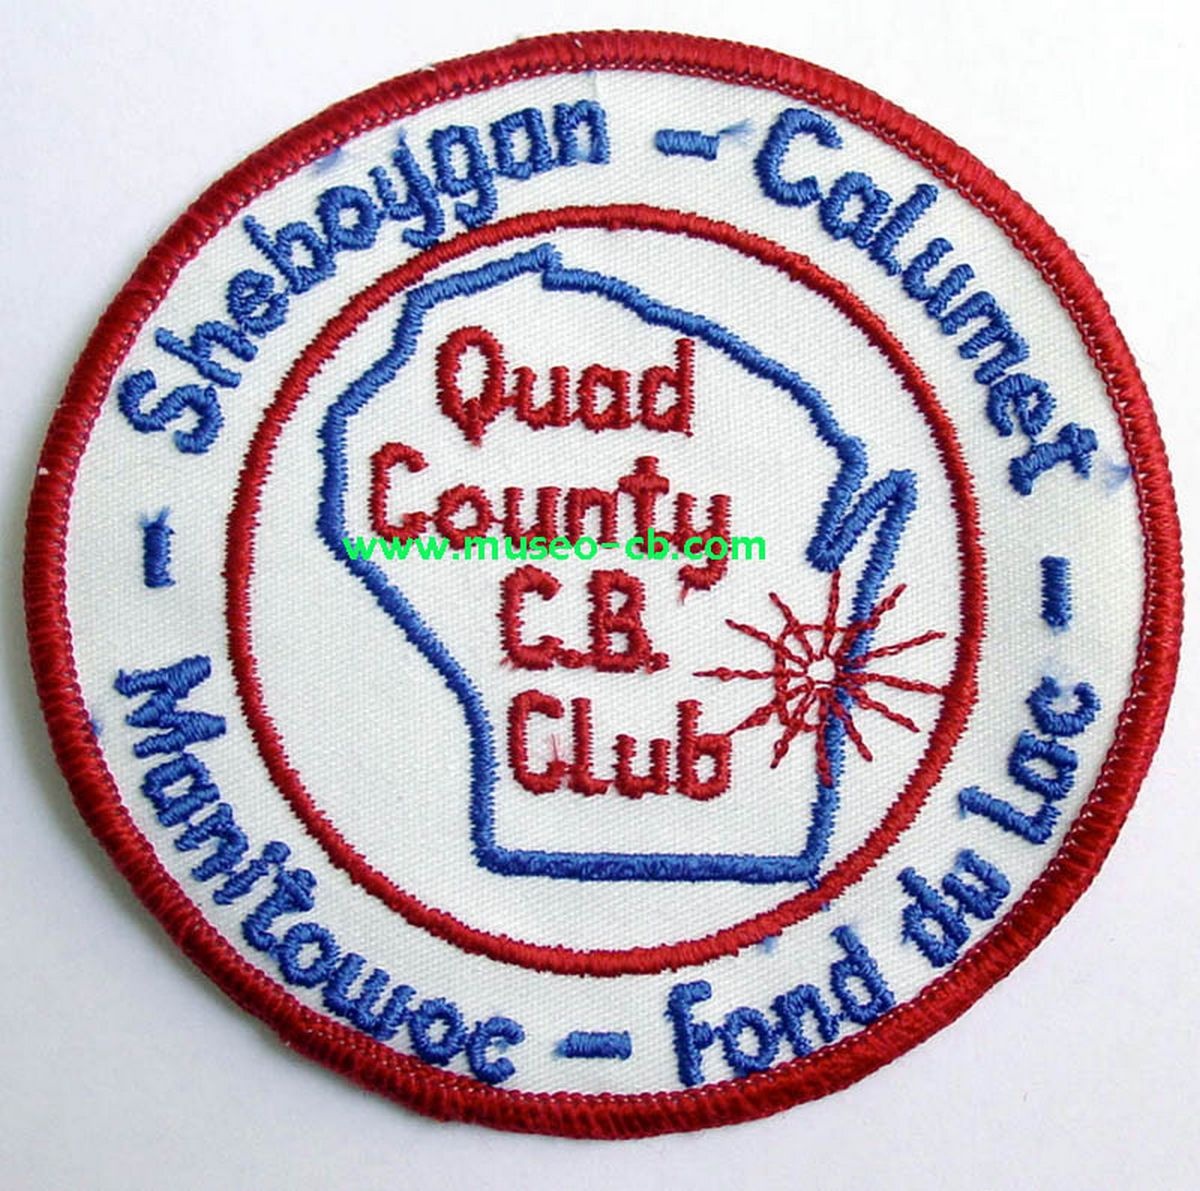 Sheboygan - Calumet -
Quad
County
www.museo-cb.com
C.B.
Club
Manitowoc - Fond du Lac -